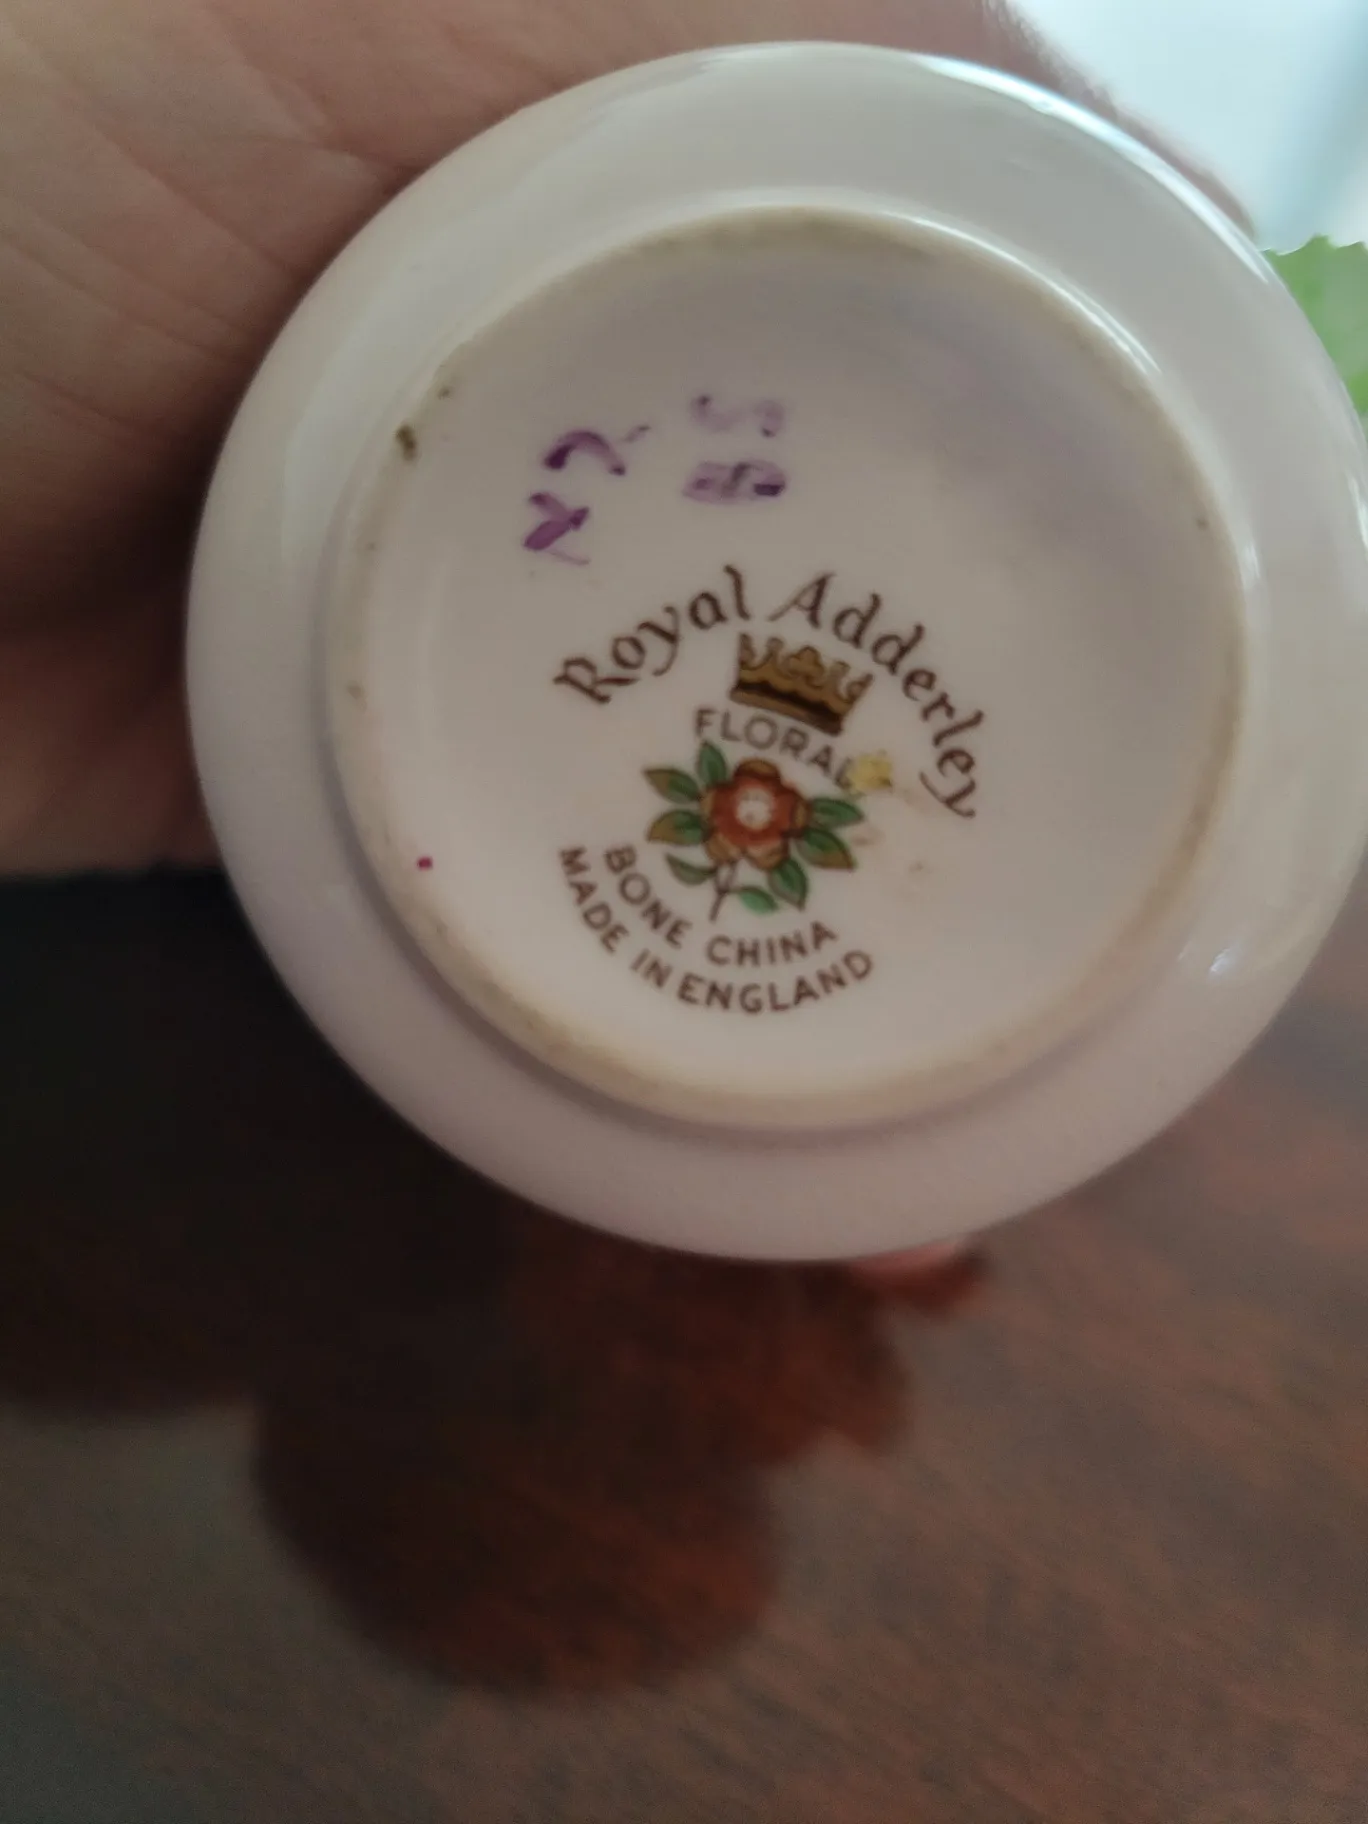 Royal Adderley
FLORAL
BONE CHINA
MADE IN ENGLAND